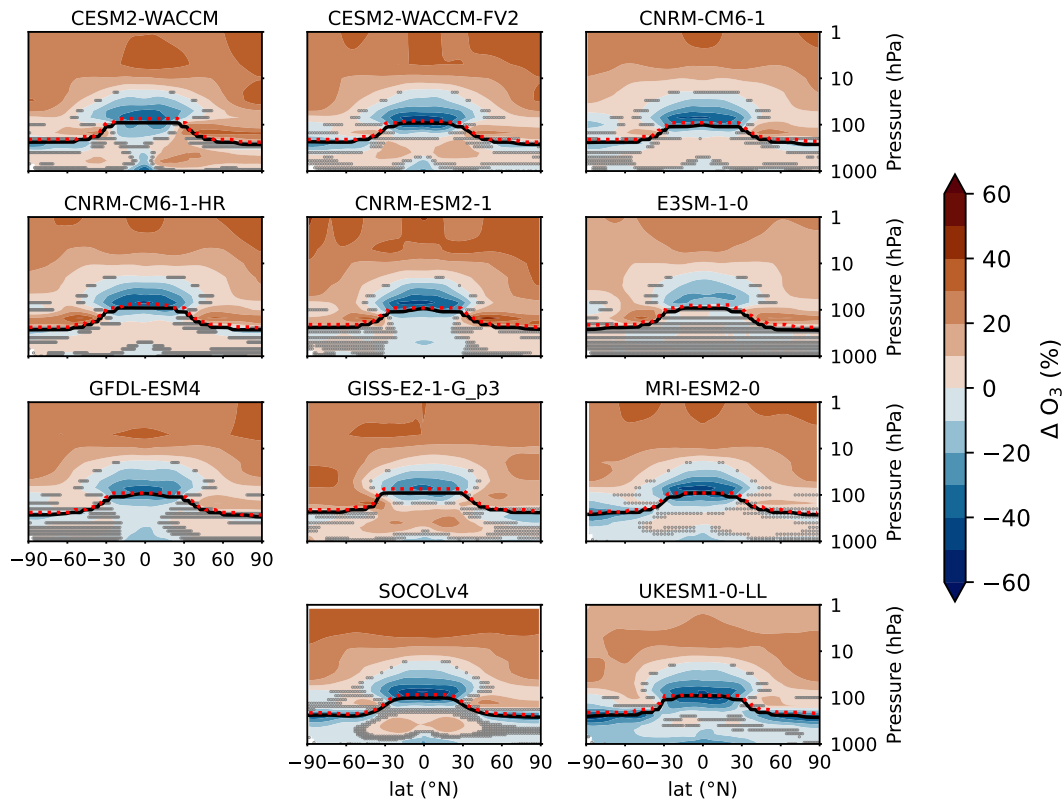 CESM2-WACCM
CESM2-WACCM-FV2
CNRM-CM6-1
1
10
100
1000
Pressure (hPa)
CNRM-CM6-1-HR
CNRM-ESM2-1
E3SM-1-0
1
10
100
1000
Pressure (hPa)
GFDL-ESM4
GISS-E2-1-G_p3
MRI-ESM2-0
1
10
100
1000
Pressure (hPa)
−90 −60 −30 0 30 60 90
SOCOLv4
UKESM1-0-LL
1
10
100
1000
Pressure (hPa)
−90 −60 −30 0 30 60 90
−90 −60 −30 0 30 60 90
lat (°N)
lat (°N)
60
40
20
0
−20
−40
−60
Δ O₃ (%)